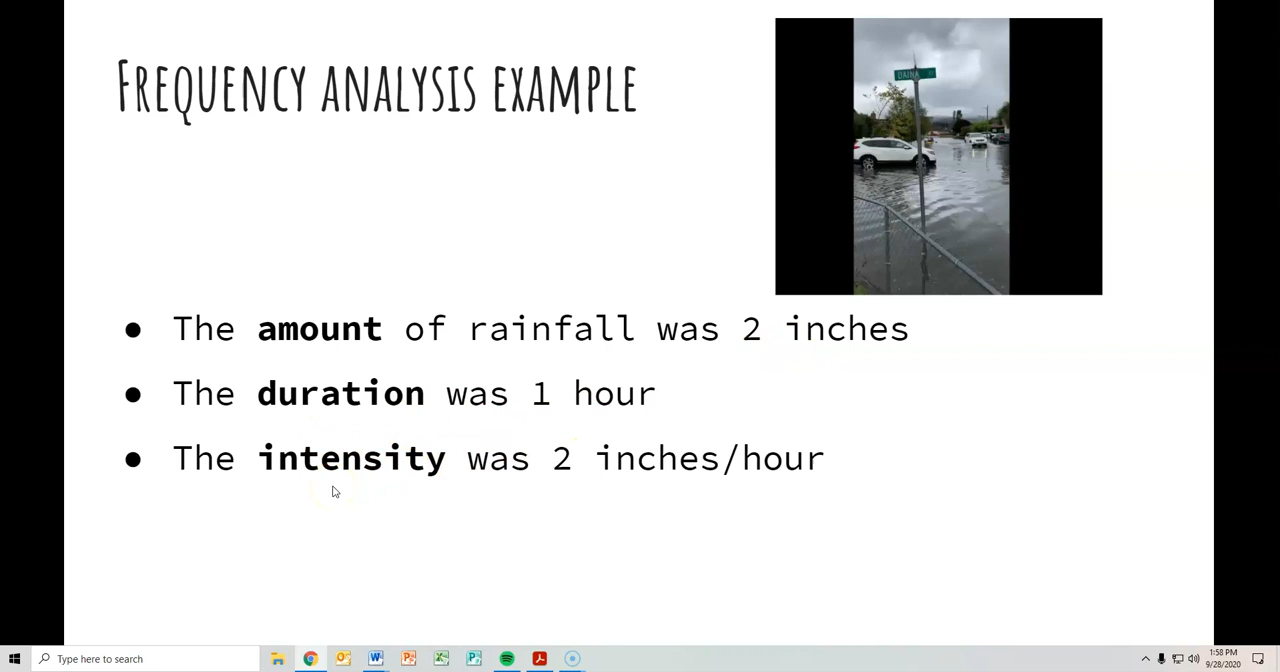 FREQUENCY ANALYSIS EXAMPLE
DAINA
● The amount of rainfall was 2 inches
● The duration was 1 hour
● The intensity was 2 inches/hour
Type here to search
1:58 PM
9/28/2020